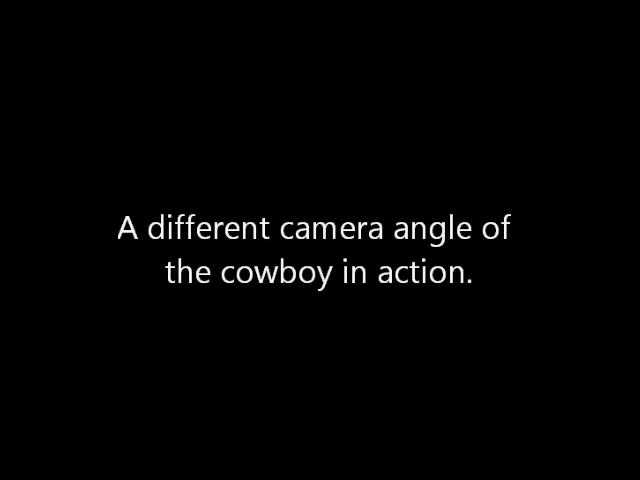 A different camera angle of
the cowboy in action.